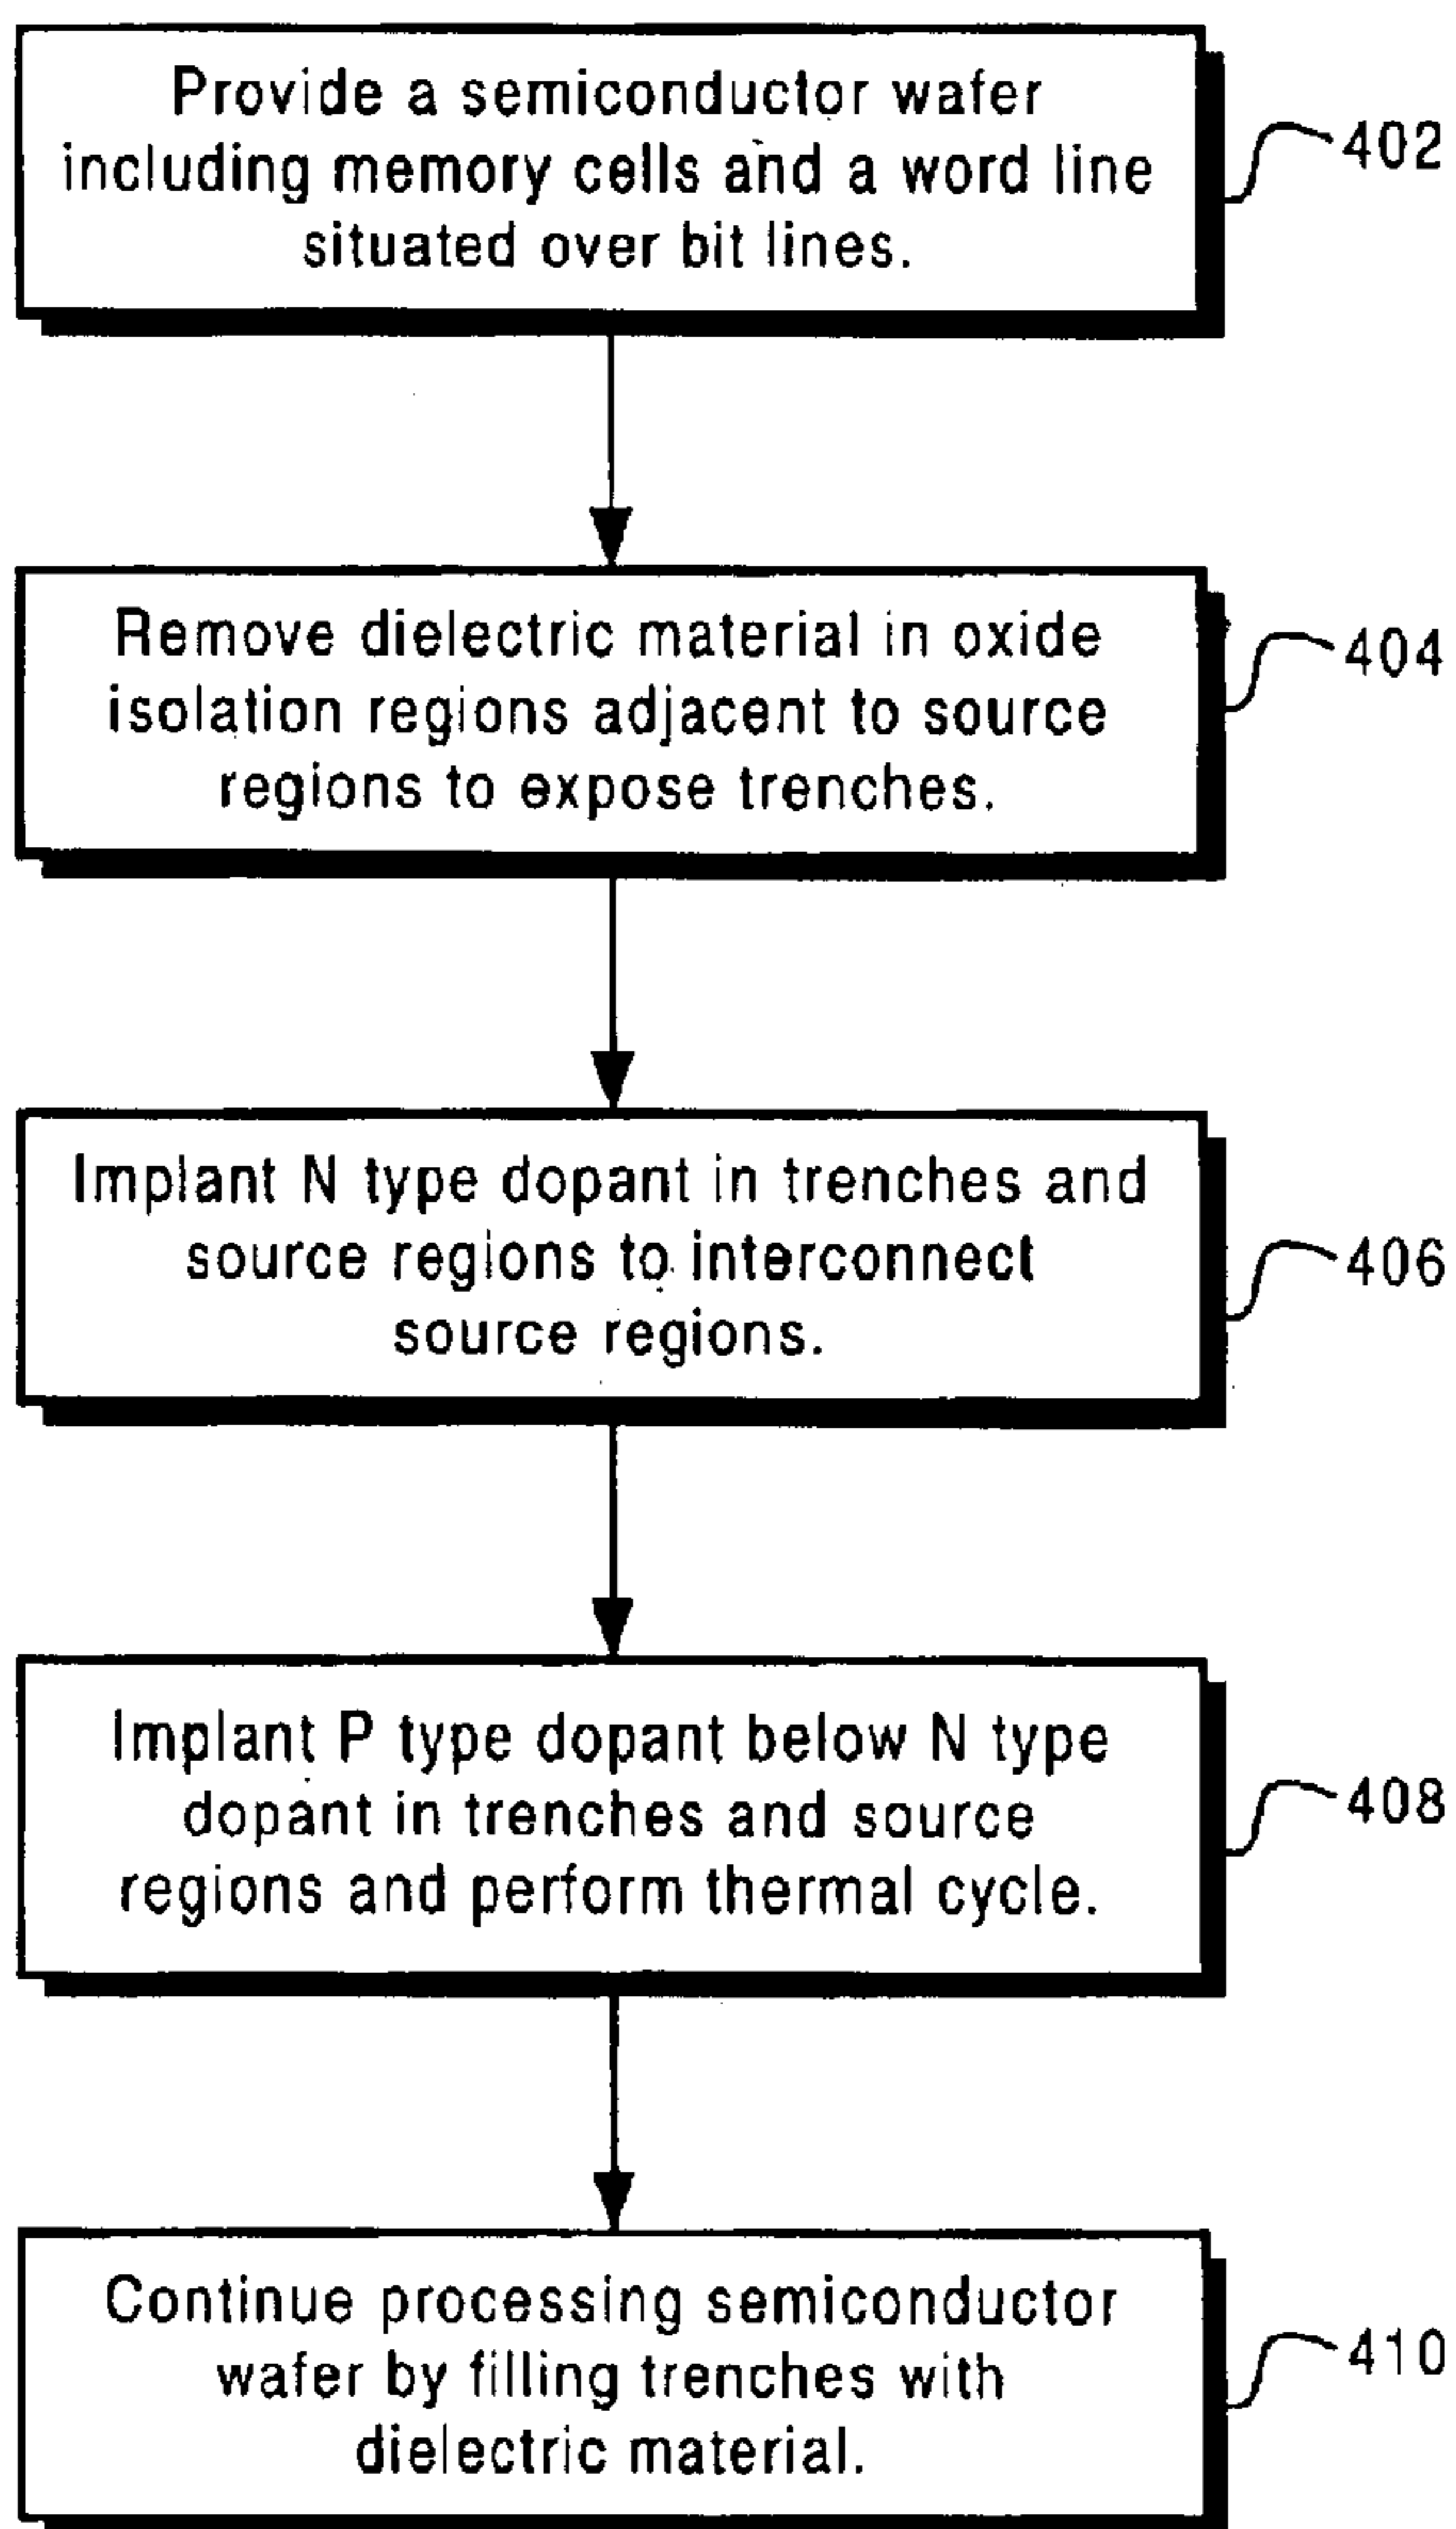 Provide a semiconductor wafer
including memory cells and a word line
situated over bit lines.
402
Remove dielectric material in oxide
isolation regions adjacent to source
regions to expose trenches.
404
Implant N type dopant in trenches and
source regions to interconnect
source regions.
406
Implant P type dopant below N type
dopant in trenches and source
regions and perform thermal cycle.
408
Continue processing semiconductor
wafer by filling trenches with
dielectric material.
410